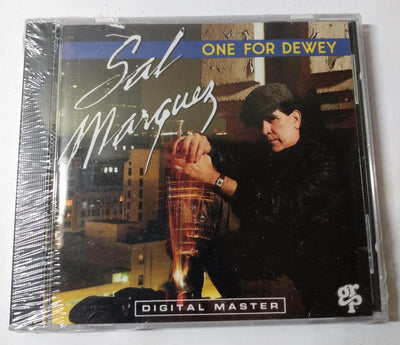 ONE FOR DEWEY
Sal
Marquez
DIGITAL MASTER
grp